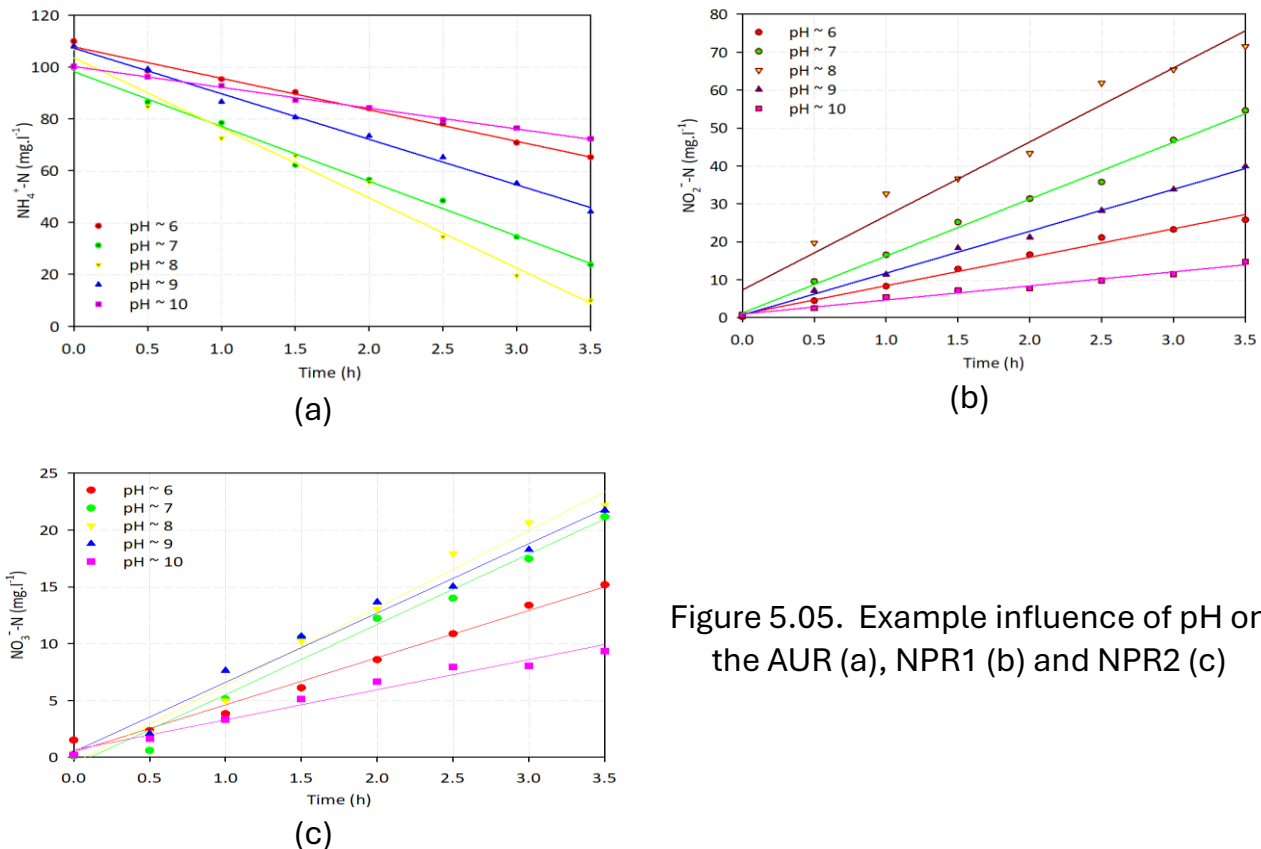 NH₄⁺-N (mg.l⁻¹)
120
100
80
60
40
20
0
pH ~ 6
pH ~ 7
pH ~ 8
pH ~ 9
pH ~ 10
0.0 0.5 1.0 1.5 2.0 2.5 3.0 3.5
Time (h)
(a)
NO₂⁻-N (mg.l⁻¹)
80
70
60
50
40
30
20
10
0
pH ~ 6
pH ~ 7
pH ~ 8
pH ~ 9
pH ~ 10
0.0 0.5 1.0 1.5 2.0 2.5 3.0 3.5
Time (h)
(b)
NO₃⁻-N (mg.l⁻¹)
25
20
15
10
5
0
pH ~ 6
pH ~ 7
pH ~ 8
pH ~ 9
pH ~ 10
0.0 0.5 1.0 1.5 2.0 2.5 3.0 3.5
Time (h)
(c)
Figure 5.05. Example influence of pH on
the AUR (a), NPR1 (b) and NPR2 (c)